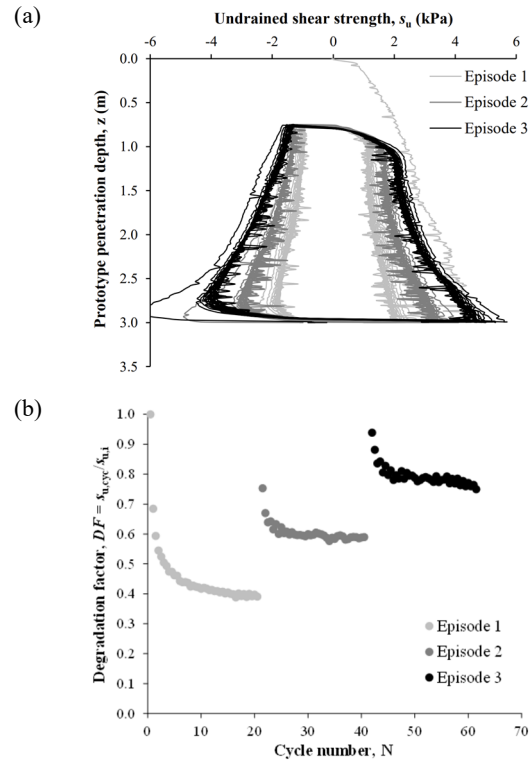 (a)
Undrained shear strength, su (kPa)
-6 -4 -2 0 2 4 6
0.0
0.5
1.0
1.5
2.0
2.5
3.0
3.5
Prototype penetration depth, z (m)
Episode 1
Episode 2
Episode 3
(b)
1.0
0.9
0.8
0.7
0.6
0.5
0.4
0.3
0.2
0.1
0.0
Degradation factor, DF = su,cyc/su,i
Episode 1
Episode 2
Episode 3
0 10 20 30 40 50 60 70
Cycle number, N